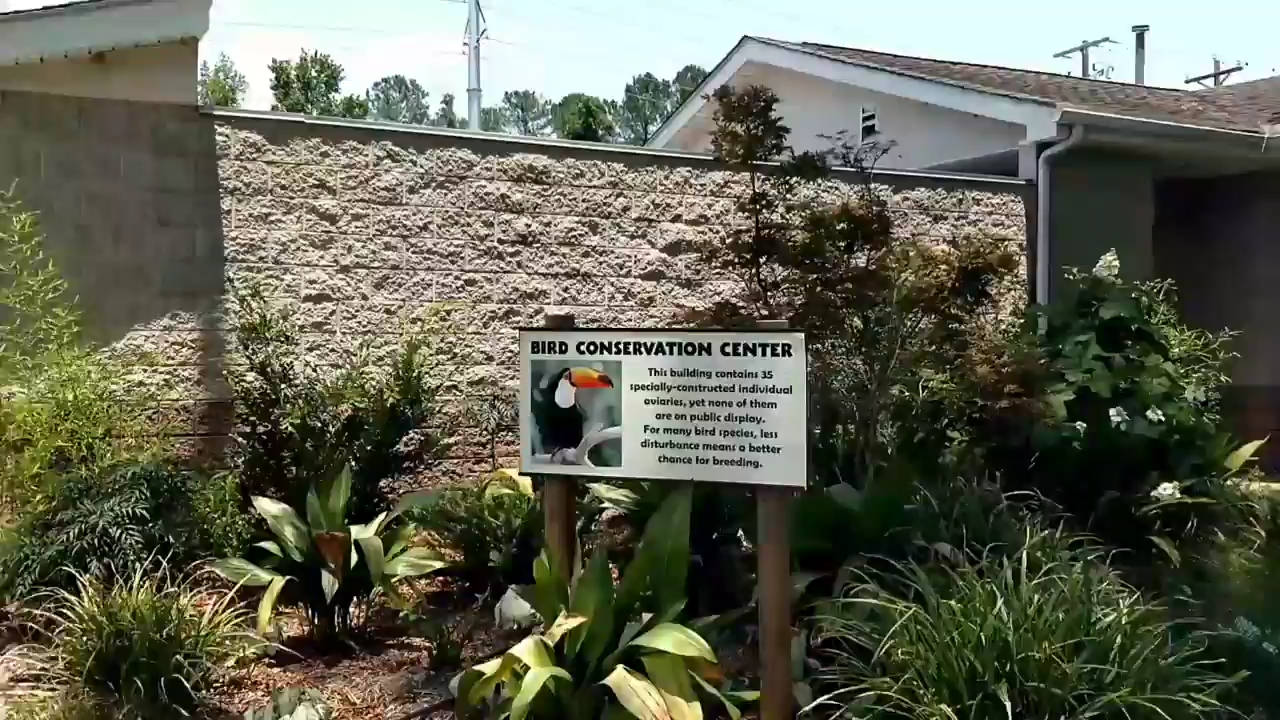 BIRD CONSERVATION CENTER
This building contains 35
specially-constructed individual
aviaries, yet none of them
are on public display.
For many bird species, less
disturbance means a better
chance for breeding.